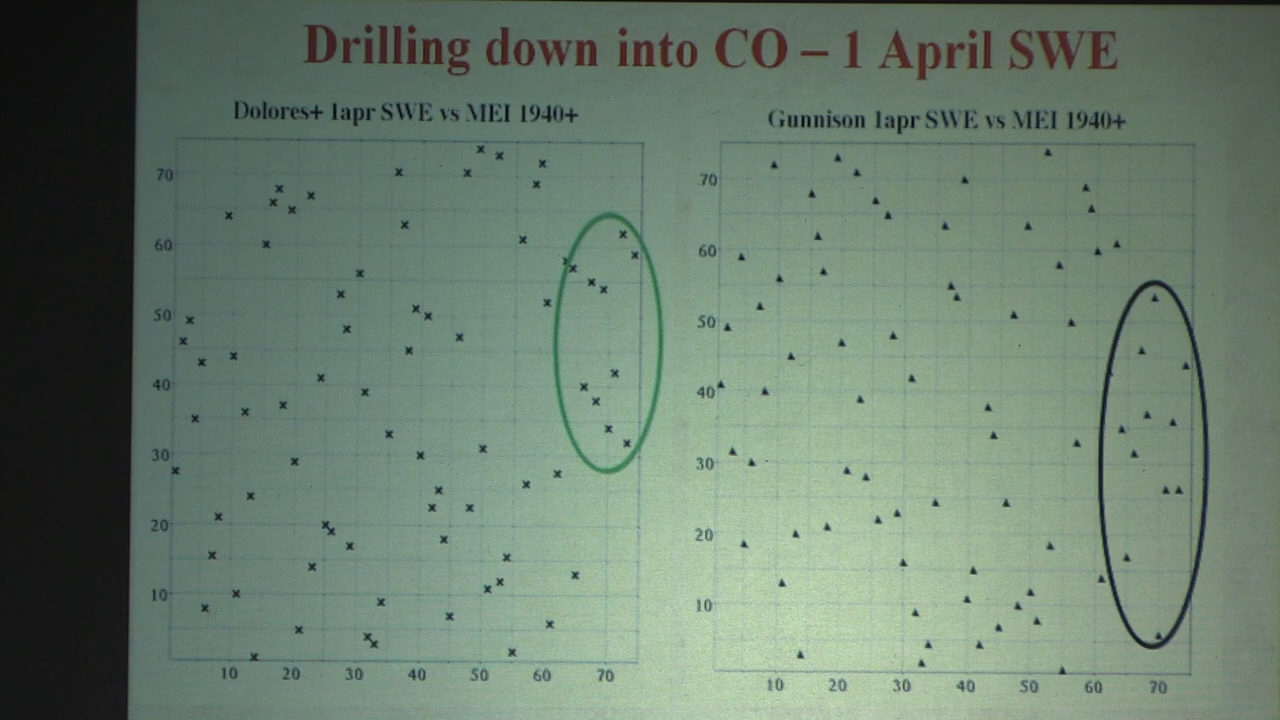 Drilling down into CO – 1 April SWE
Dolores+ 1apr SWE vs MEI 1940+
70
60
50
40
30
20
10
10 20 30 40 50 60 70
Gunnison 1apr SWE vs MEI 1940+
70
60
50
40
30
20
10
10 20 30 40 50 60 70